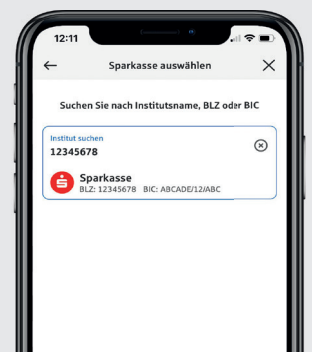 12:11
Sparkasse auswählen
Suchen Sie nach Institutsname, BLZ oder BIC
Institut suchen
12345678
Sparkasse
BLZ: 12345678 BIC: ABCADE/12/ABC